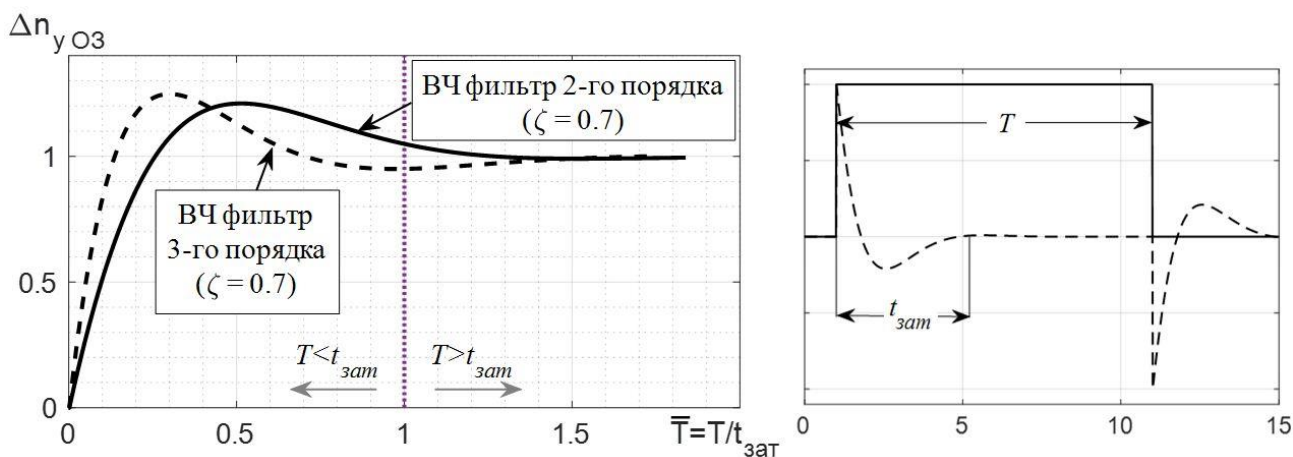 Δn у ОЗ
ВЧ фильтр 2-го порядка
(ζ = 0.7)
ВЧ фильтр
3-го порядка
(ζ = 0.7)
1
0.5
0
T<t зат
T>t зат
0
0.5
1
1.5
T̅=T/t зат
T
t зат
0
5
10
15